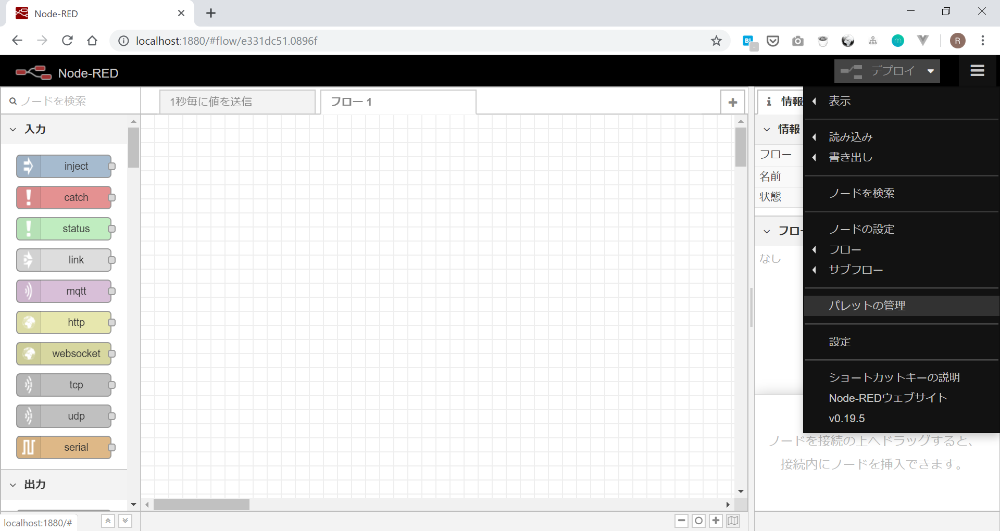 Node-RED
localhost:1880/#flow/e331dc51.0896f
R
Node-RED
デプロイ
ノードを検索
1秒毎に値を送信
フロー 1
情報
入力
inject
catch
status
link
mqtt
http
websocket
tcp
udp
serial
出力
情報
フロー
名前
状態
フロー
なし
表示
読み込み
書き出し
ノードを検索
ノードの設定
フロー
サブフロー
パレットの管理
設定
ショートカットキーの説明
Node-REDウェブサイト
v0.19.5
ノードを接続の上へドラッグすると、
接続内にノードを挿入できます。
localhost:1880/#